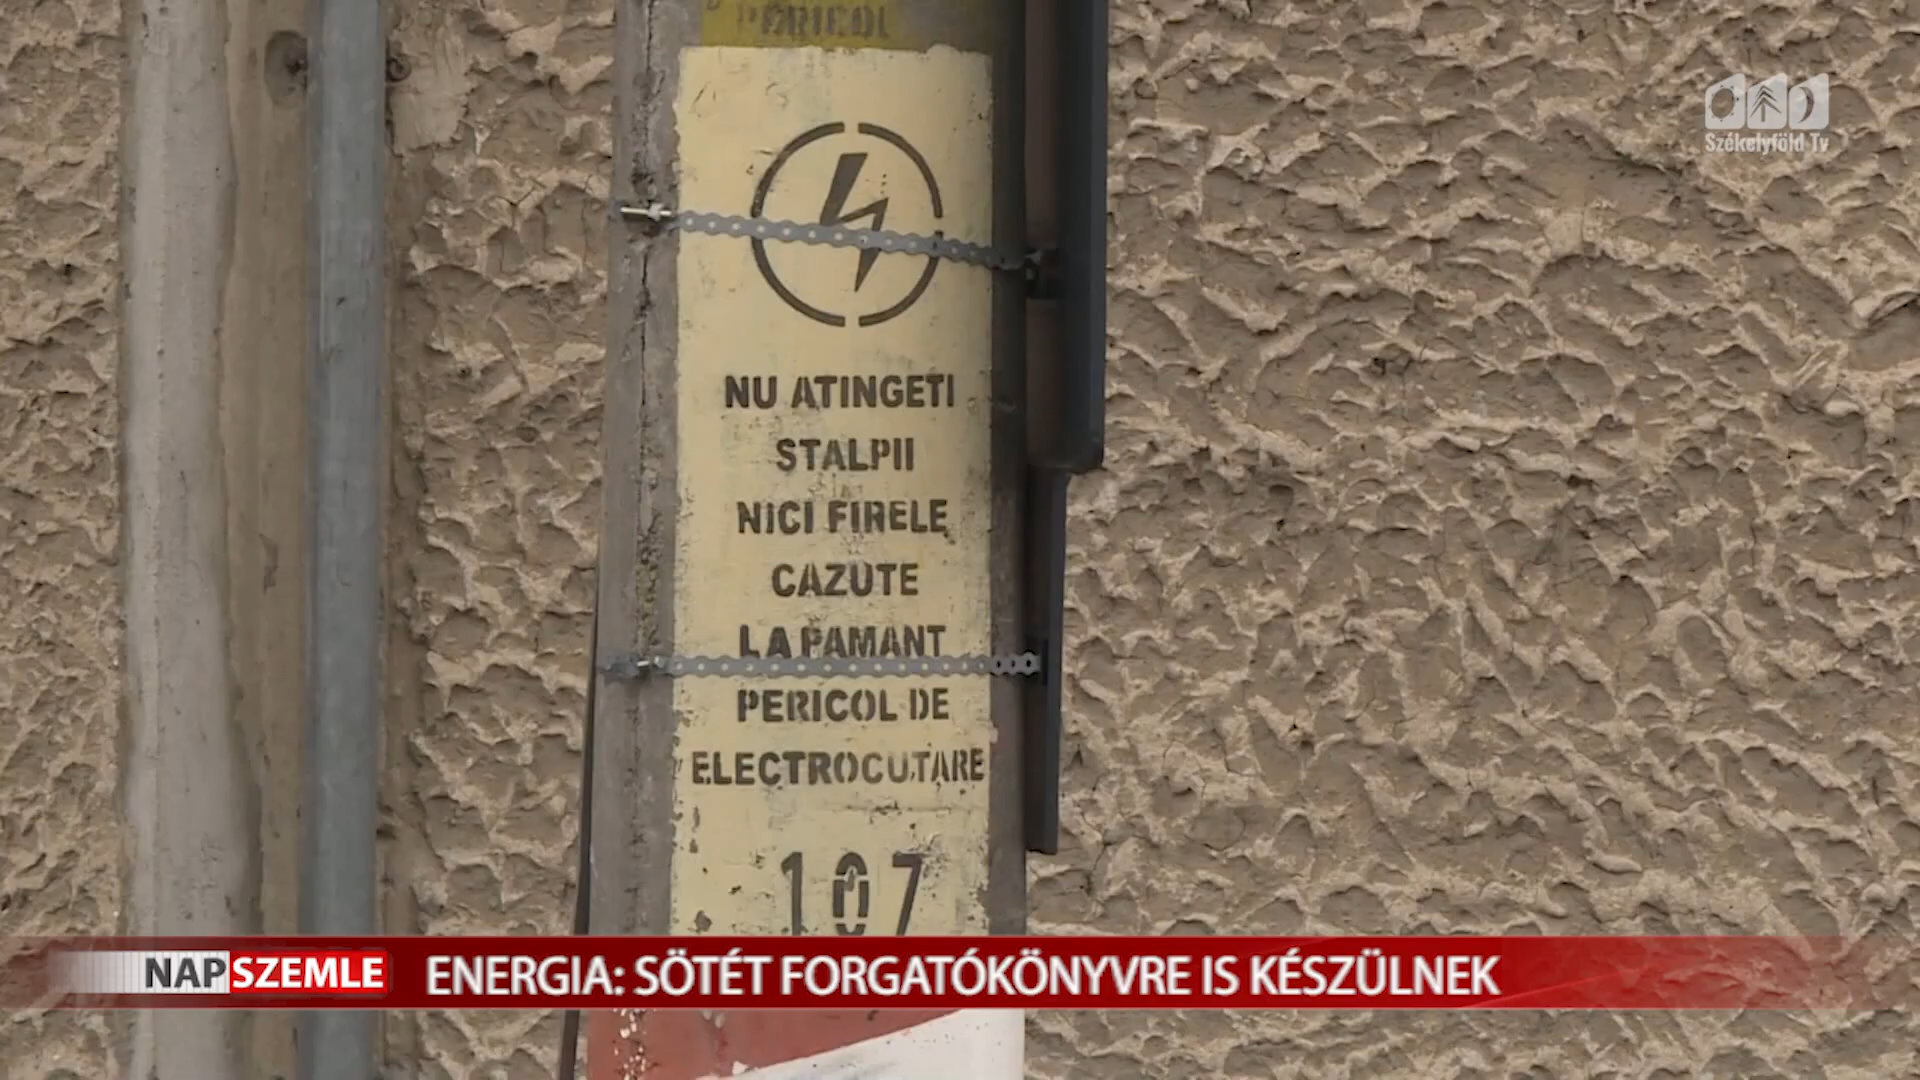 PERICOL
Székelyföld Tv
NU ATINGETI
STALPII
NICI FIRELE
CAZUTE
LA PAMANT
PERICOL DE
ELECTROCUTARE
107
NAPSZEMLE
ENERGIA: SÖTÉT FORGATÓKÖNYVRE IS KÉSZÜLNEK